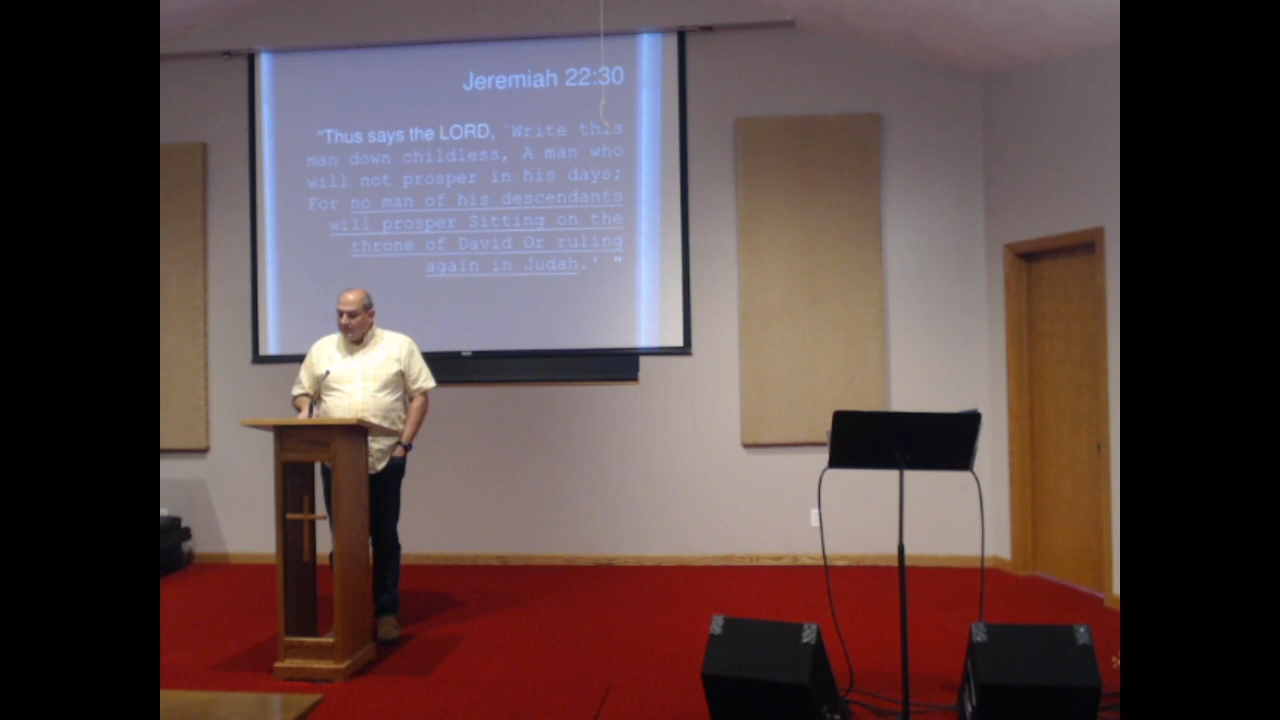 Jeremiah 22:30
"Thus says the LORD, `Write this
man down childless, A man who
will not prosper in his days;
For no man of his descendants
will prosper Sitting on the
throne of David Or ruling
again in Judah.' "